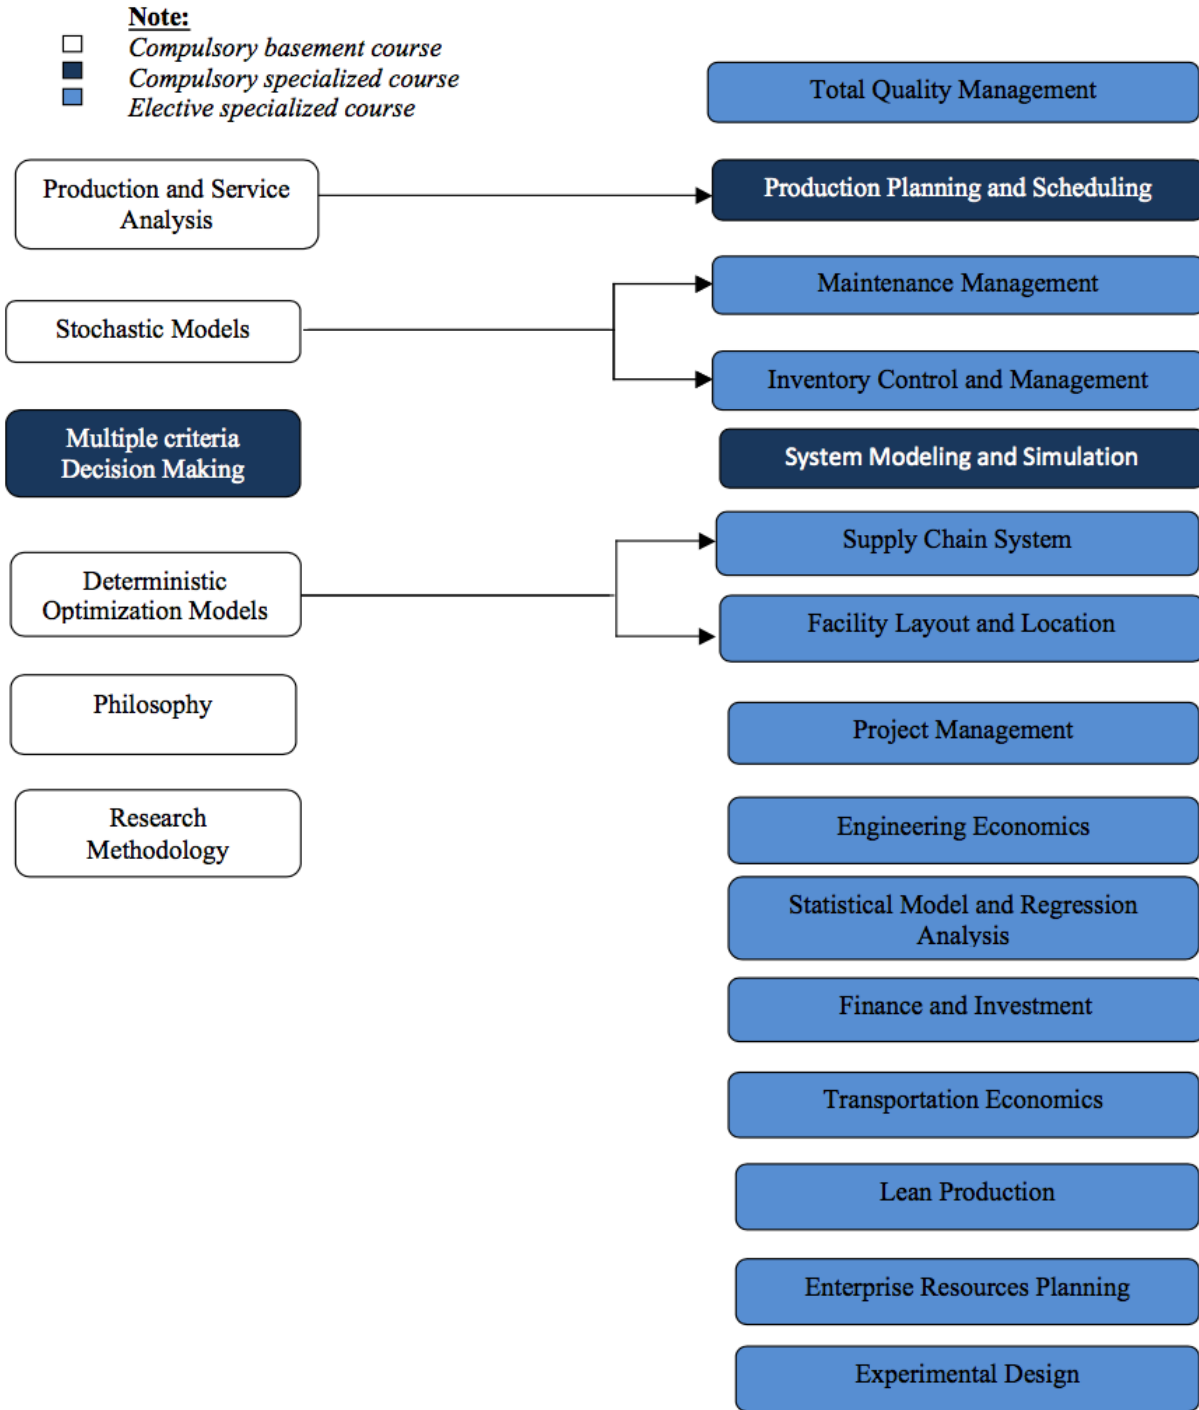 Note:
Compulsory basement course
Compulsory specialized course
Elective specialized course
Total Quality Management
Production and Service
Analysis
Production Planning and Scheduling
Maintenance Management
Stochastic Models
Inventory Control and Management
Multiple criteria
Decision Making
System Modeling and Simulation
Supply Chain System
Deterministic
Optimization Models
Facility Layout and Location
Philosophy
Project Management
Research
Methodology
Engineering Economics
Statistical Model and Regression
Analysis
Finance and Investment
Transportation Economics
Lean Production
Enterprise Resources Planning
Experimental Design